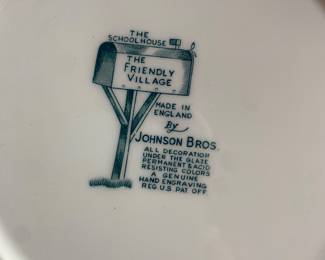 THE
SCHOOLHOUSE
THE
FRIENDLY
VILLAGE
MADE IN
ENGLAND
By
JOHNSON BROS.
ALL DECORATION
UNDER THE GLAZE
PERMANENT & ACID
RESISTING COLORS
A GENUINE
HAND ENGRAVING
REG. U.S. PAT OFF